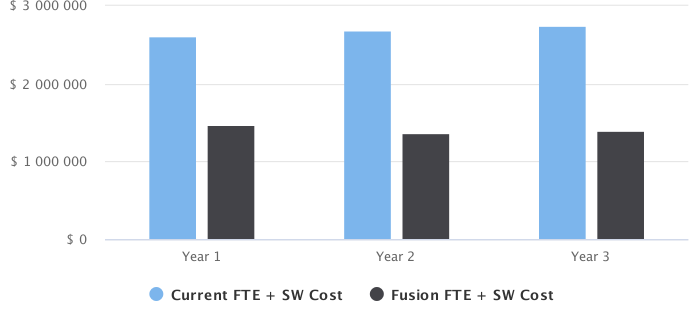 $ 3 000 000
$ 2 000 000
$ 1 000 000
$ 0
Year 1 Year 2 Year 3
Current FTE + SW Cost Fusion FTE + SW Cost